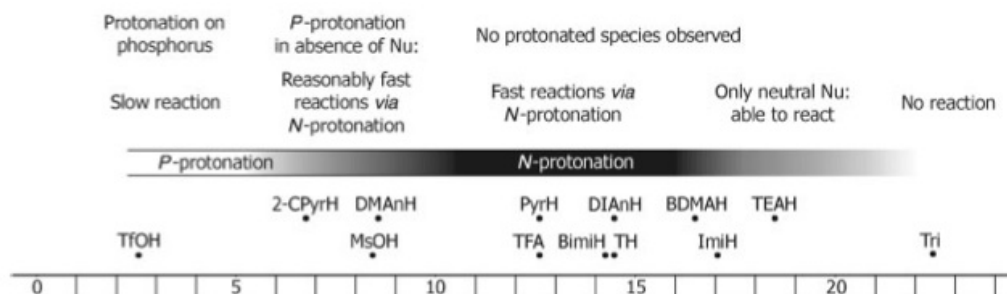 Protonation on P-protonation
phosphorus in absence of Nu: No protonated species observed
Reasonably fast
Slow reaction reactions via Fast reactions via Only neutral Nu: No reaction
N-protonation N-protonation able to react
P-protonation N-protonation
2-CPyrH DMAnH PyrH DIAnH BDMAH TEAH
TfOH MsOH TFA BimiH TH ImiH Tri
0 5 10 15 20